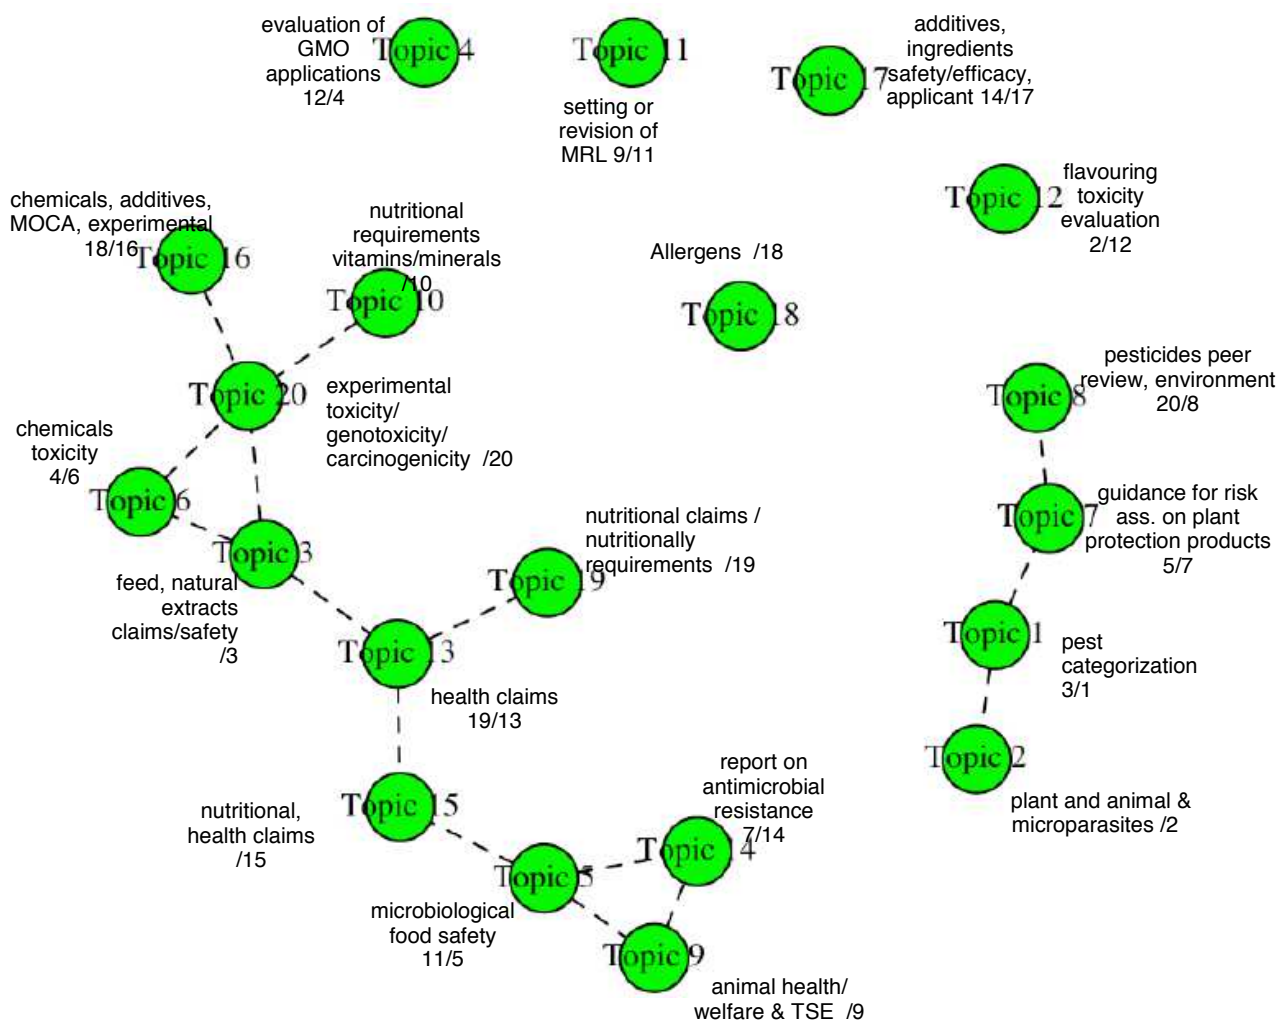 evaluation of
GMO
applications
12/4
Topic 4
Topic 11
setting or
revision of
MRL 9/11
Topic 17
additives,
ingredients
safety/efficacy,
applicant 14/17
Topic 12
flavouring
toxicity
evaluation
2/12
chemicals, additives,
MOCA, experimental
18/16
Topic 16
nutritional
requirements
vitamins/minerals
/10
Topic 10
Allergens /18
Topic 18
Topic 20
experimental
toxicity/
genotoxicity/
carcinogenicity /20
pesticides peer
review, environment
20/8
Topic 8
chemicals
toxicity
4/6
Topic 6
guidance for risk
ass. on plant
protection products
5/7
Topic 7
Topic 3
feed, natural
extracts
claims/safety
/3
nutritional claims /
nutritionally
requirements /19
Topic 19
Topic 13
health claims
19/13
Topic 1
pest
categorization
3/1
Topic 2
plant and animal &
microparasites /2
Topic 15
nutritional,
health claims
/15
report on
antimicrobial
resistance
7/14
Topic 14
Topic 5
microbiological
food safety
11/5
Topic 9
animal health/
welfare & TSE /9